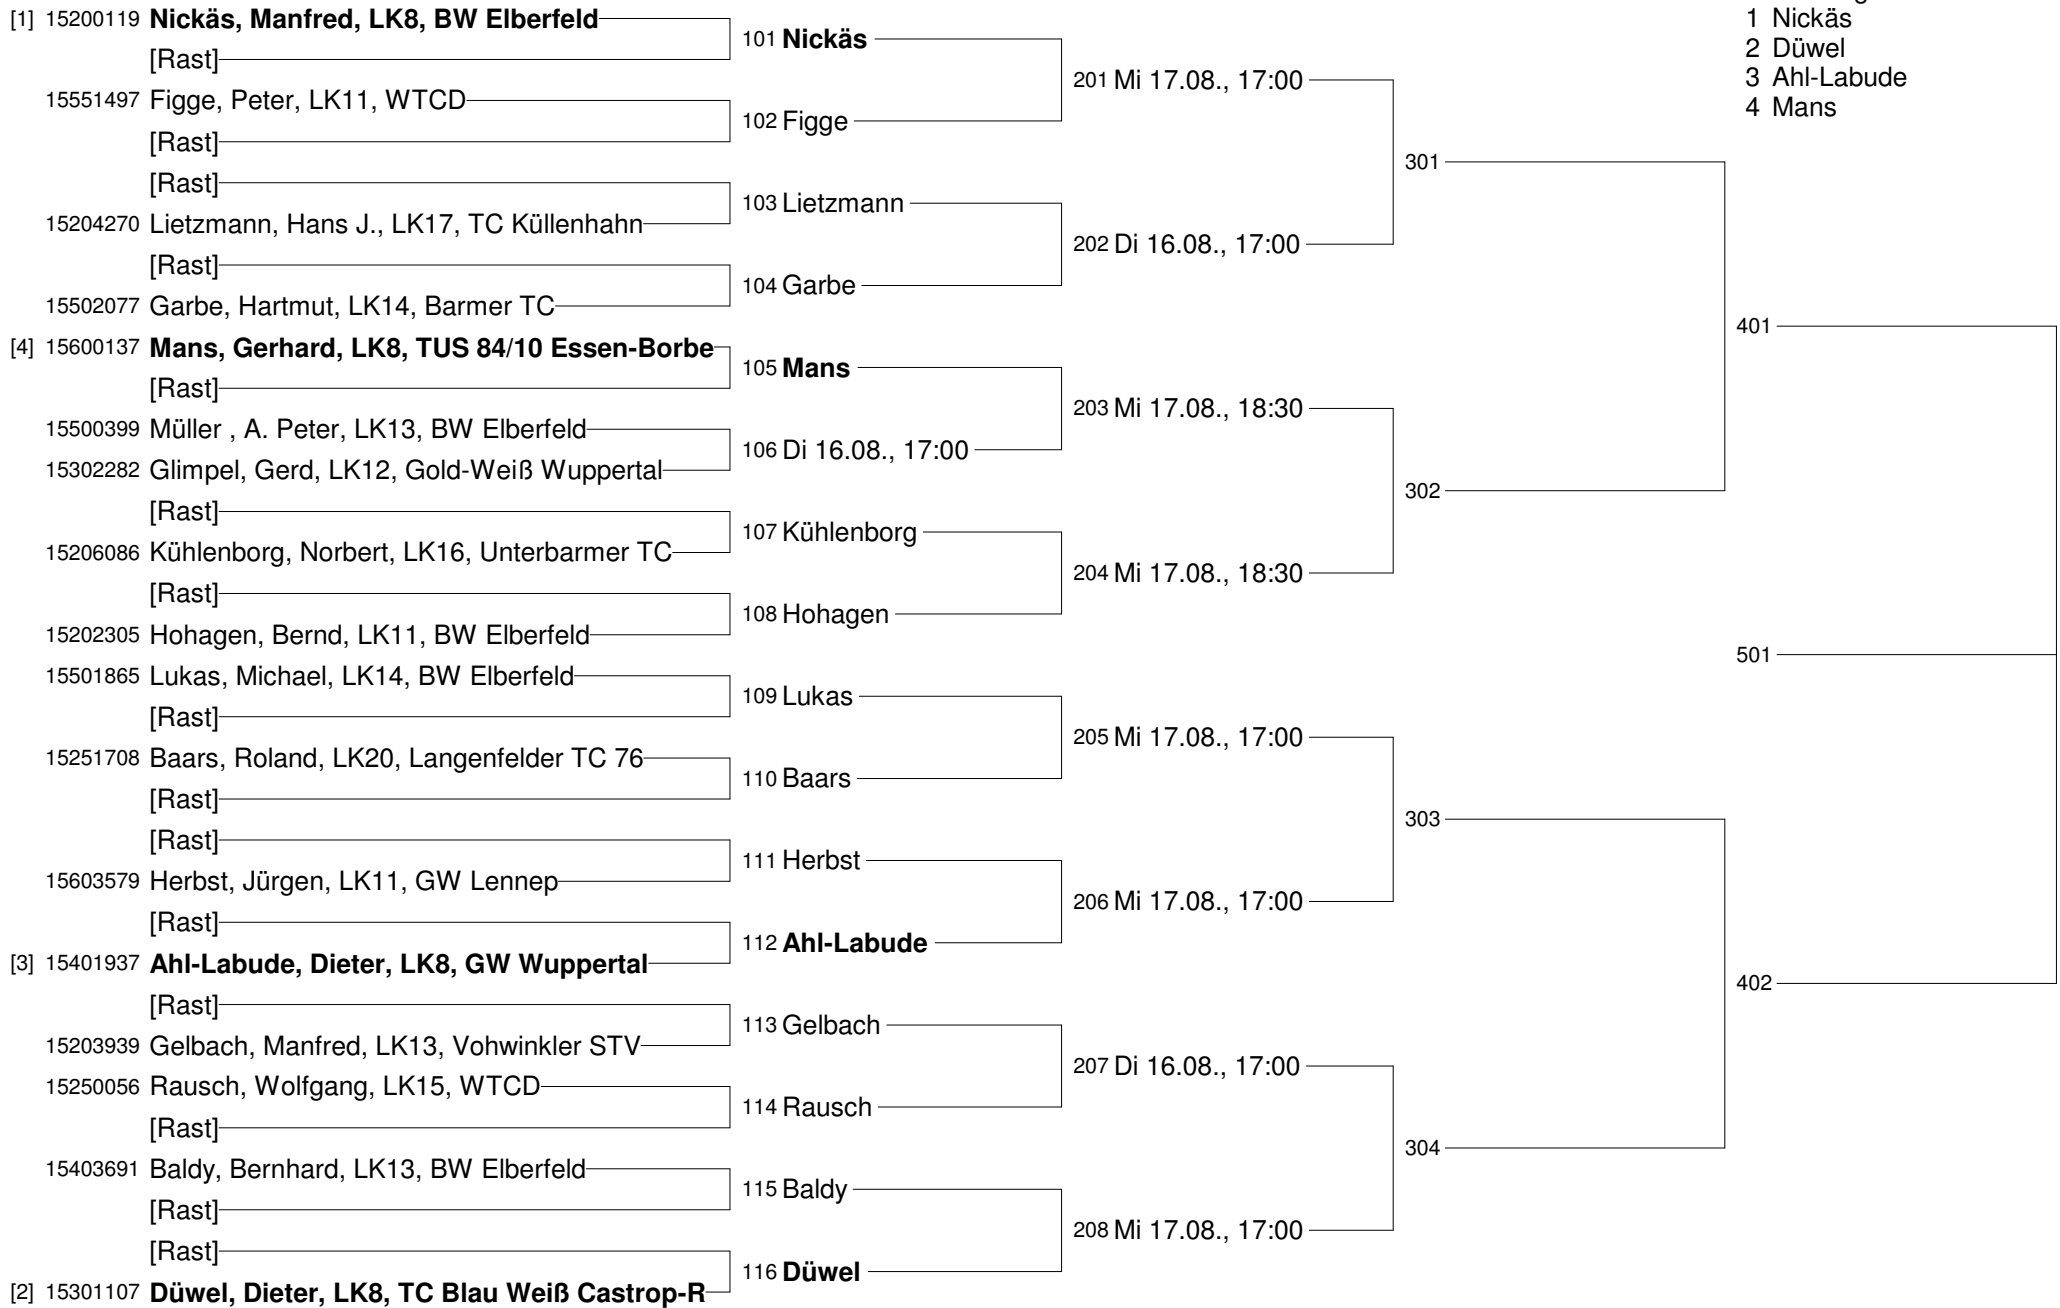 [1] 15200119 Nickäs, Manfred, LK8, BW Elberfeld
[Rast]
15551497 Figge, Peter, LK11, WTCD
[Rast]
[Rast]
15204270 Lietzmann, Hans J., LK17, TC Küllenhahn
[Rast]
15502077 Garbe, Hartmut, LK14, Barmer TC
[4] 15600137 Mans, Gerhard, LK8, TUS 84/10 Essen-Borbe
[Rast]
15500399 Müller , A. Peter, LK13, BW Elberfeld
15302282 Glimpel, Gerd, LK12, Gold-Weiß Wuppertal
[Rast]
15206086 Kühlenborg, Norbert, LK16, Unterbarmer TC
[Rast]
15202305 Hohagen, Bernd, LK11, BW Elberfeld
15501865 Lukas, Michael, LK14, BW Elberfeld
[Rast]
15251708 Baars, Roland, LK20, Langenfelder TC 76
[Rast]
[Rast]
15603579 Herbst, Jürgen, LK11, GW Lennep
[Rast]
[3] 15401937 Ahl-Labude, Dieter, LK8, GW Wuppertal
[Rast]
15203939 Gelbach, Manfred, LK13, Vohwinkler STV
15250056 Rausch, Wolfgang, LK15, WTCD
[Rast]
15403691 Baldy, Bernhard, LK13, BW Elberfeld
[Rast]
[Rast]
[2] 15301107 Düwel, Dieter, LK8, TC Blau Weiß Castrop-R
101 Nickäs
102 Figge
103 Lietzmann
104 Garbe
105 Mans
106 Di 16.08., 17:00
107 Kühlenborg
108 Hohagen
109 Lukas
110 Baars
111 Herbst
112 Ahl-Labude
113 Gelbach
114 Rausch
115 Baldy
116 Düwel
201 Mi 17.08., 17:00
202 Di 16.08., 17:00
203 Mi 17.08., 18:30
204 Mi 17.08., 18:30
205 Mi 17.08., 17:00
206 Mi 17.08., 17:00
207 Di 16.08., 17:00
208 Mi 17.08., 17:00
301
302
303
304
1 Nickäs
2 Düwel
3 Ahl-Labude
4 Mans
401
501
402